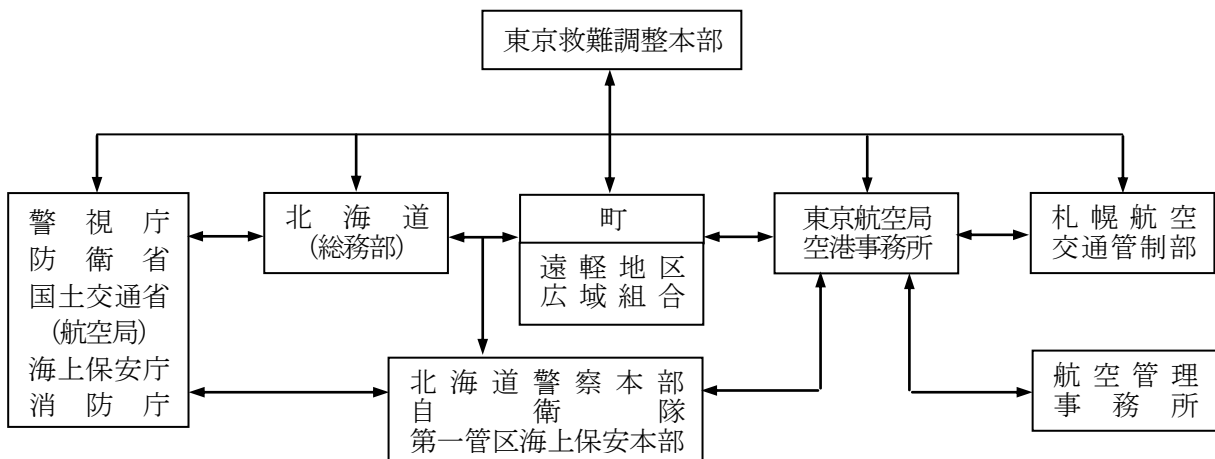 東京救難調整本部
警視庁
防衛省
国土交通省
(航空局)
海上保安庁
消防庁
北海道
(総務部)
町
遠軽地区
広域組合
東京航空局
空港事務所
札幌航空
交通管制部
北海道警察本部
自衛隊
第一管区海上保安本部
航空管理
事務所